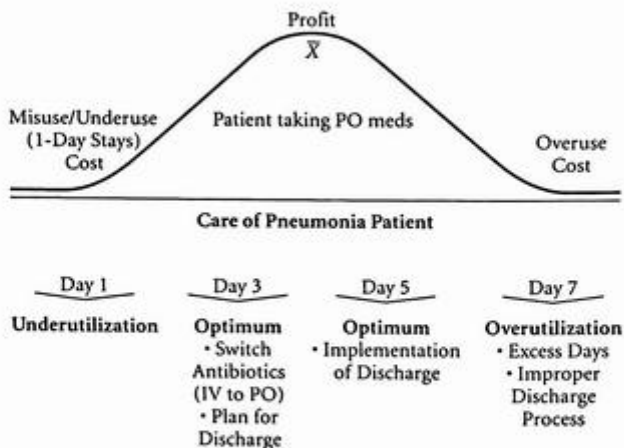 Profit
X̄
Misuse/Underuse
(1-Day Stays)
Cost
Patient taking PO meds
Overuse
Cost
Care of Pneumonia Patient
Day 1
Underutilization
Day 3
Optimum
• Switch
Antibiotics
(IV to PO)
• Plan for
Discharge
Day 5
Optimum
• Implementation
of Discharge
Day 7
Overutilization
• Excess Days
• Improper
Discharge
Process